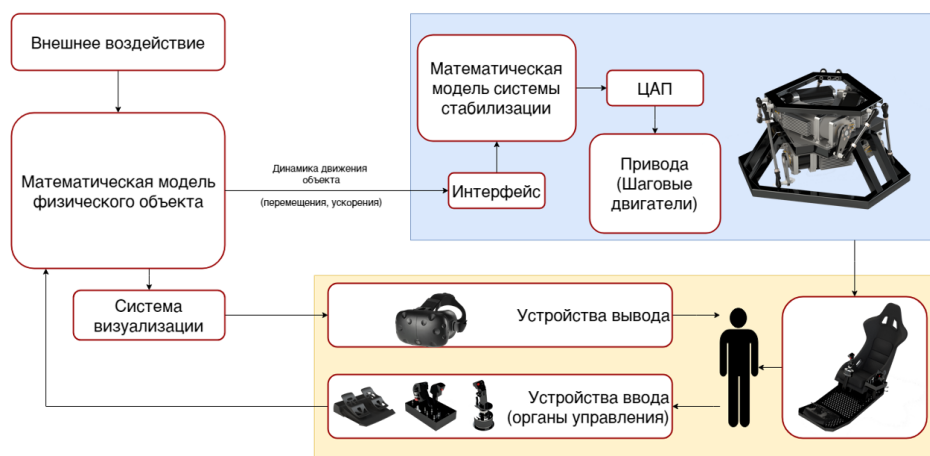 Внешнее воздействие
Математическая модель
физического объекта
Динамика движения
объекта
(перемещения, ускорения)
Интерфейс
Математическая
модель системы
стабилизации
ЦАП
Привода
(Шаговые
двигатели)
Система
визуализации
Устройства вывода
Устройства ввода
(органы управления)